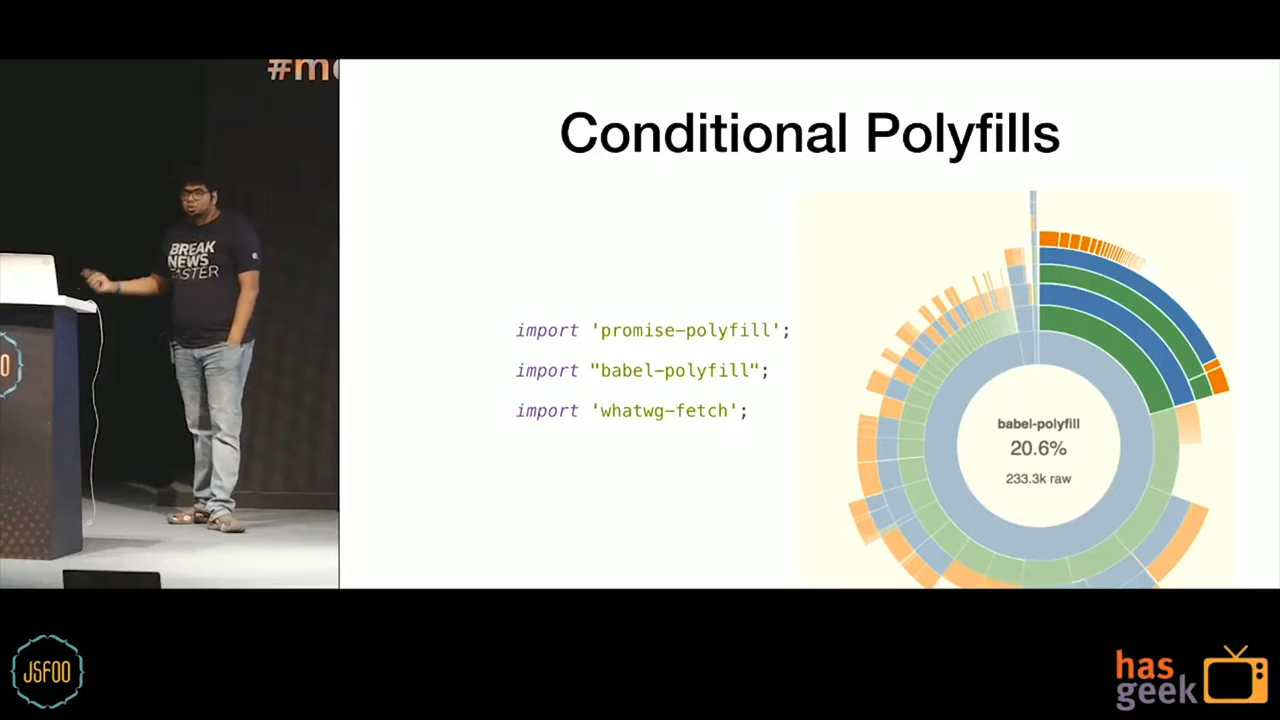 #m
Conditional Polyfills
BREAK
NEWS
FASTER
import 'promise-polyfill';
import "babel-polyfill";
import 'whatwg-fetch';
babel-polyfill
20.6%
233.3k raw
JSFOO
has
geek